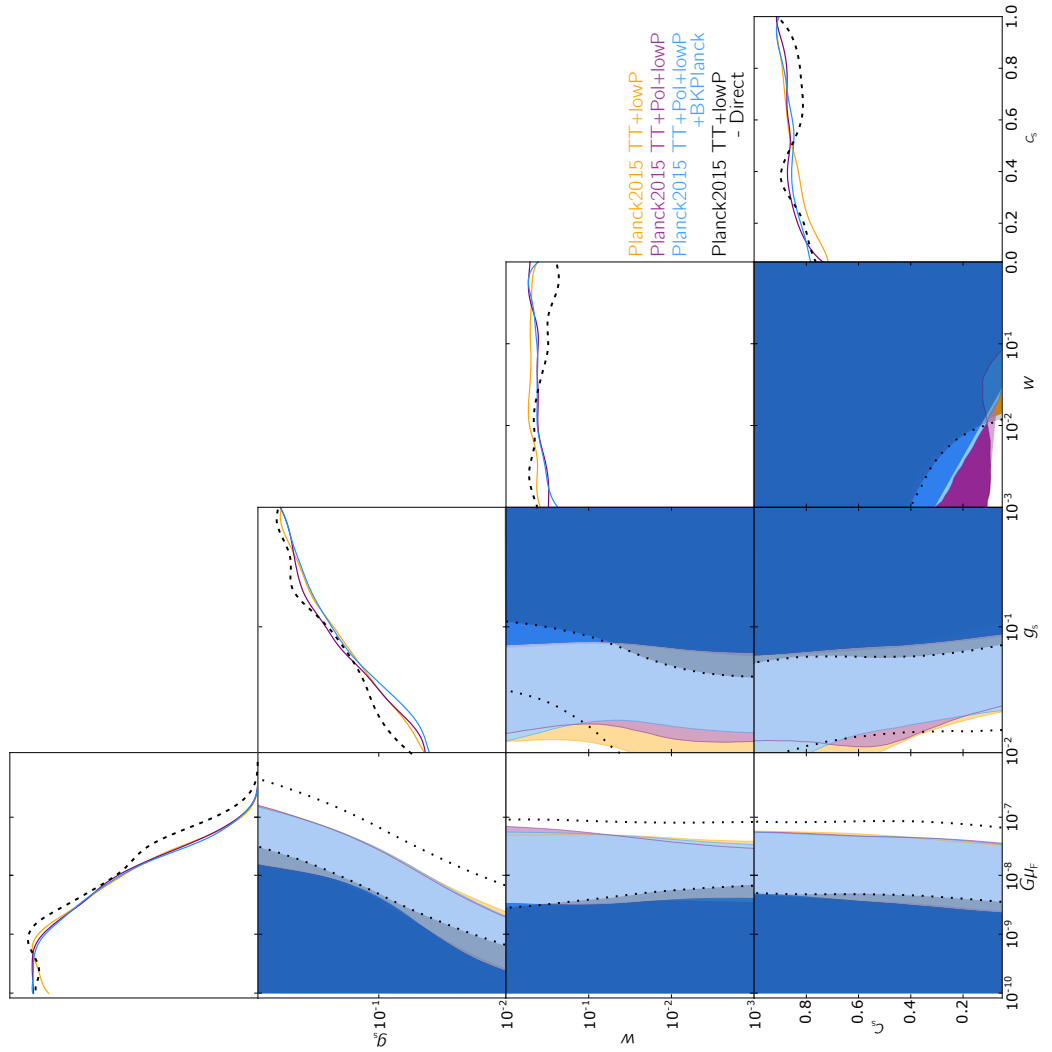 Planck2015 TT+lowP
Planck2015 TT+Pol+lowP
Planck2015 TT+Pol+lowP
+BKPlanck
Planck2015 TT+lowP
- Direct
g_s
10^-1
10^-2
w
10^-1
10^-2
10^-3
c_s
0.8
0.6
0.4
0.2
10^-10
10^-9
10^-8
10^-7
Gμ_F
10^-2
10^-1
g_s
10^-3
10^-2
10^-1
w
0.0
0.2
0.4
0.6
0.8
1.0
c_s